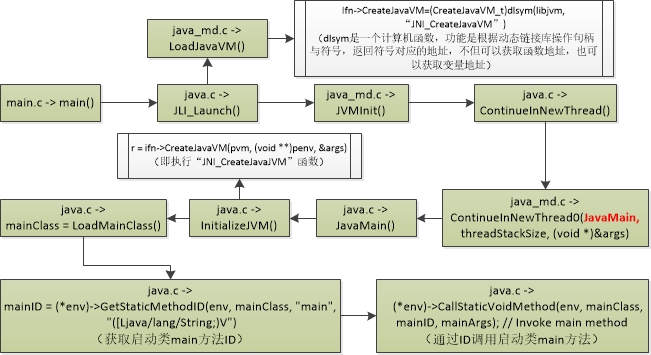 java_md.c ->
LoadJavaVM()
Ifn->CreateJavaVM=(CreateJavaVM_t)dlsym(libjvm,
“JNI_CreateJavaVM”)
（dlsym是一个计算机函数，功能是根据动态链接库操作句柄
与符号，返回符号对应的地址，不但可以获取函数地址，也可
以获取变量地址）
main.c -> main()
java.c ->
JLI_Launch()
java_md.c ->
JVMInit()
java.c ->
ContinueInNewThread()
r = ifn->CreateJavaVM(pvm, (void **)penv, &args)
（即执行“JNI_CreateJavaJVM”函数）
java.c ->
mainClass = LoadMainClass()
java.c ->
InitializeJVM()
java.c ->
JavaMain()
java_md.c ->
ContinueInNewThread0(JavaMain,
threadStackSize, (void *)&args)
java.c ->
mainID = (*env)->GetStaticMethodID(env, mainClass, "main",
"([Ljava/lang/String;)V")
（获取启动类main方法ID）
java.c ->
(*env)->CallStaticVoidMethod(env, mainClass,
mainID, mainArgs); // Invoke main method
（通过ID调用启动类main方法）